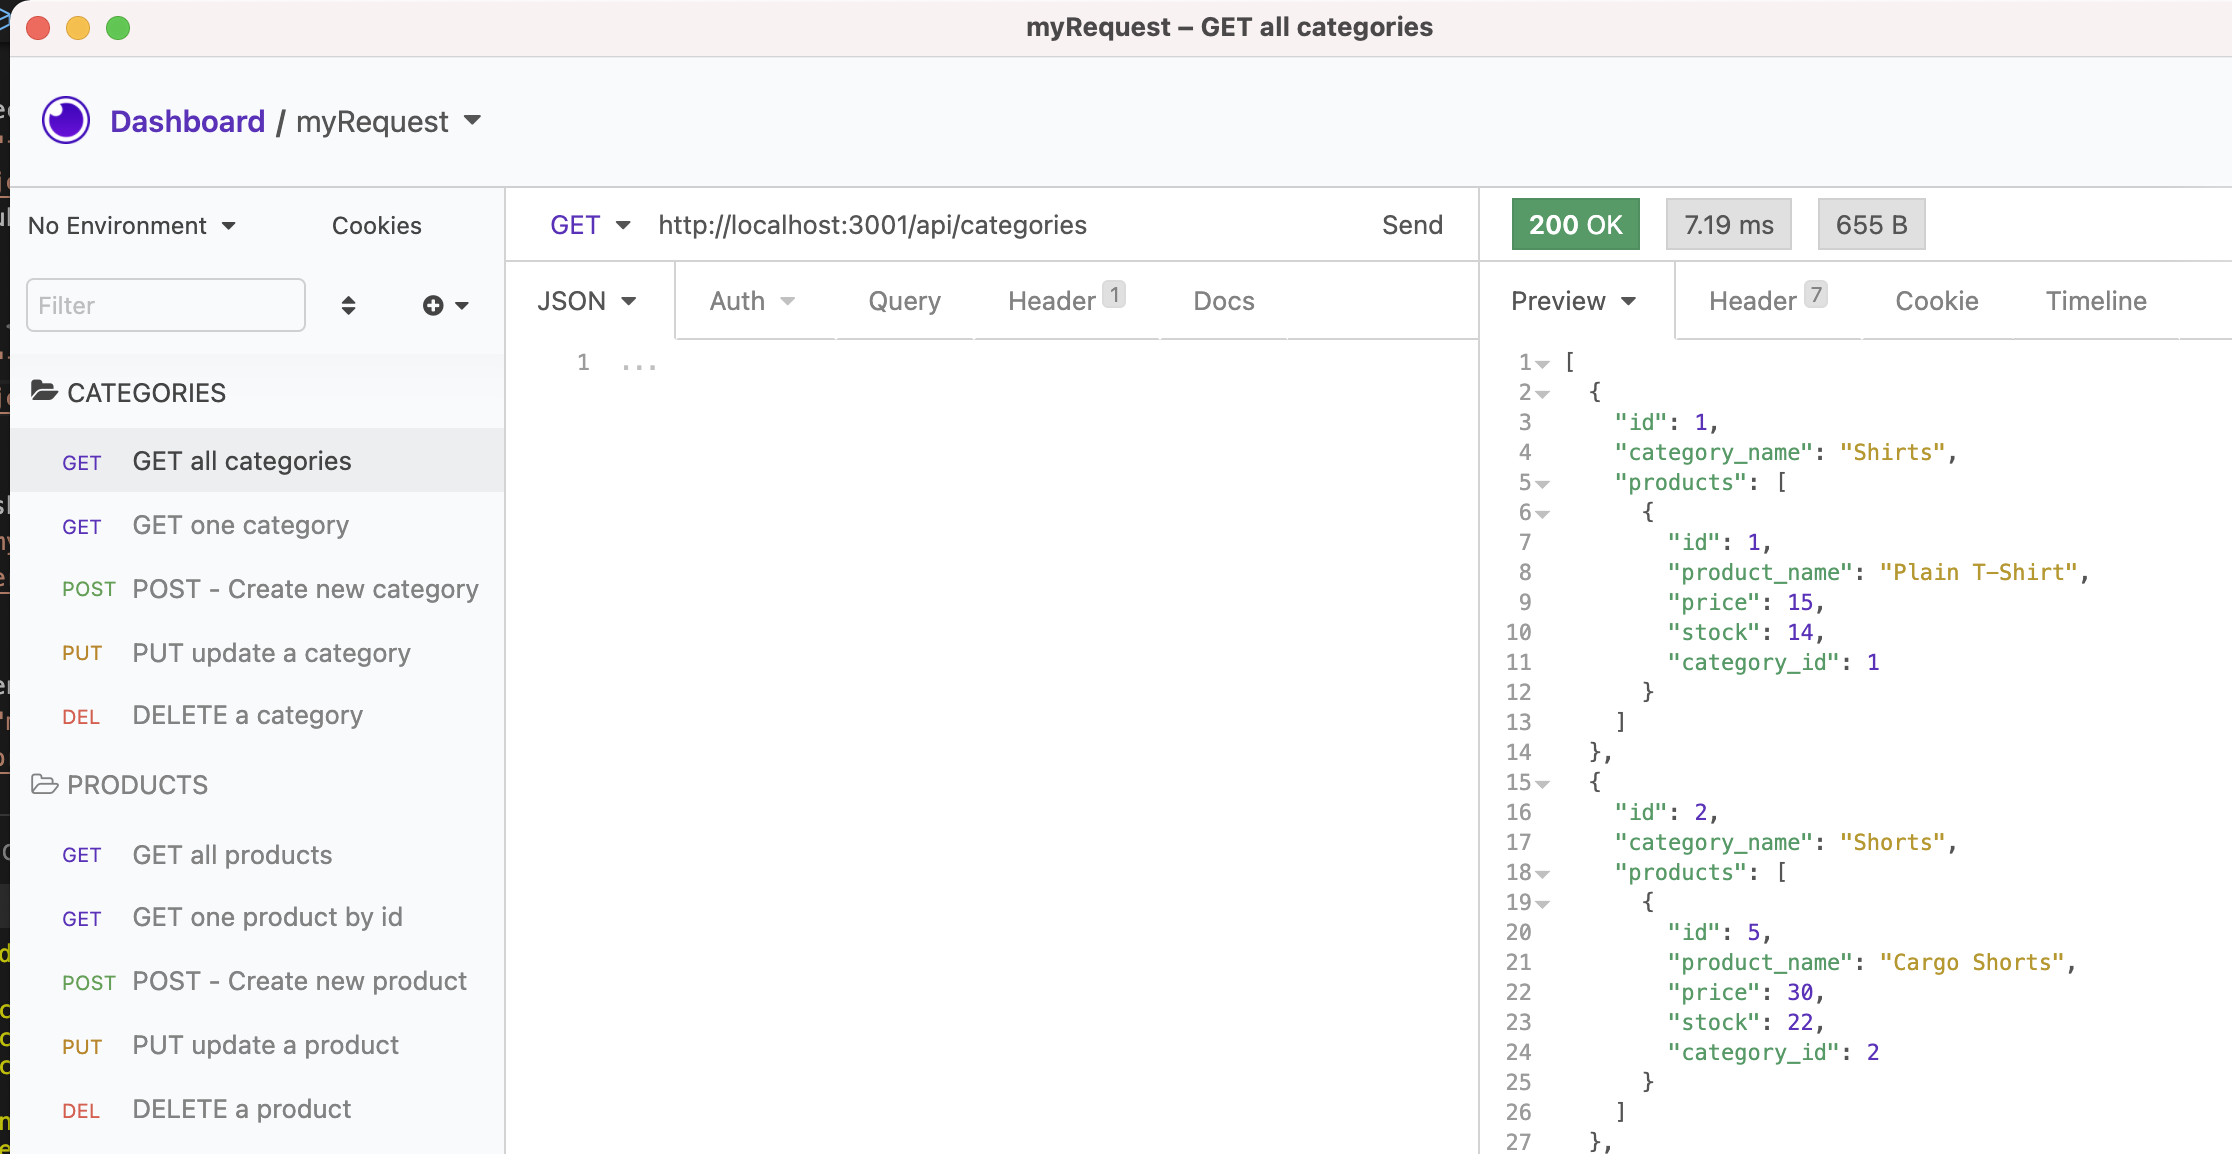 myRequest – GET all categories
Dashboard / myRequest
No Environment
Cookies
Filter
CATEGORIES
GET GET all categories
GET GET one category
POST POST - Create new category
PUT PUT update a category
DEL DELETE a category
PRODUCTS
GET GET all products
GET GET one product by id
POST POST - Create new product
PUT PUT update a product
DEL DELETE a product
GET http://localhost:3001/api/categories Send
JSON Auth Query Header 1 Docs
1 ...
200 OK 7.19 ms 655 B
Preview Header 7 Cookie Timeline
1 [
2 {
3 "id": 1,
4 "category_name": "Shirts",
5 "products": [
6 {
7 "id": 1,
8 "product_name": "Plain T-Shirt",
9 "price": 15,
10 "stock": 14,
11 "category_id": 1
12 }
13 ]
14 },
15 {
16 "id": 2,
17 "category_name": "Shorts",
18 "products": [
19 {
20 "id": 5,
21 "product_name": "Cargo Shorts",
22 "price": 30,
23 "stock": 22,
24 "category_id": 2
25 }
26 ]
27 },